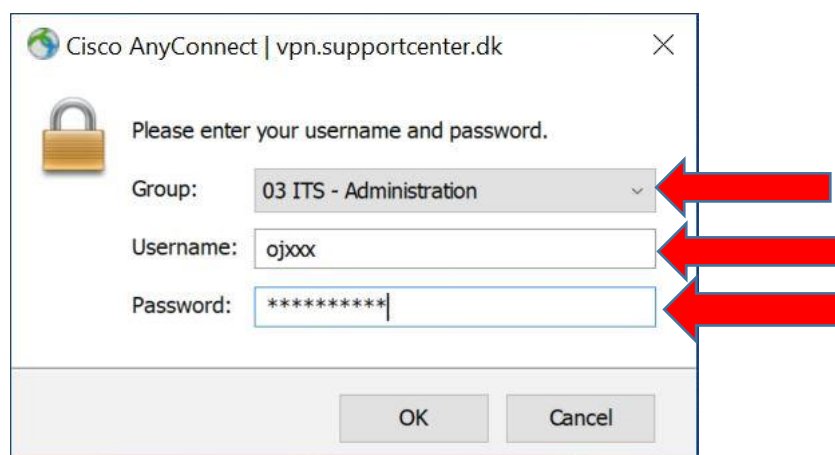 Cisco AnyConnect | vpn.supportcenter.dk
Please enter your username and password.
Group: 03 ITS - Administration
Username: ojxxx
Password: **********
OK Cancel